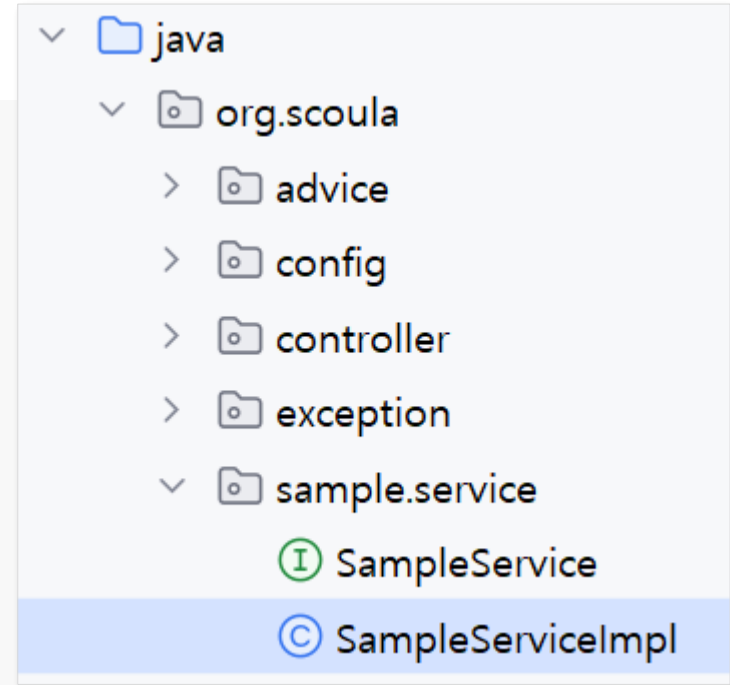 java
org.scoula
advice
config
controller
exception
sample.service
I SampleService
C SampleServiceImpl